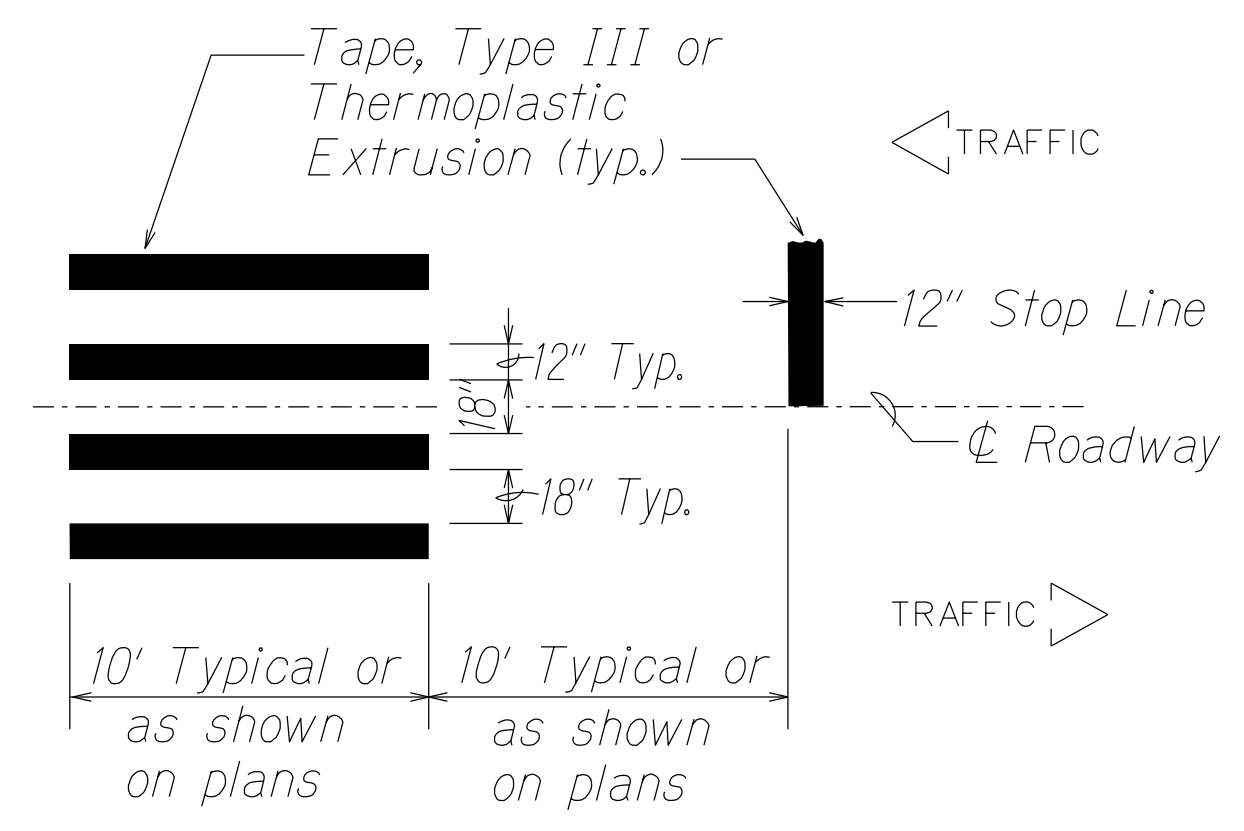 Tape, Type III or
Thermoplastic
Extrusion (typ.)
TRAFFIC
12" Stop Line
12" Typ.
18"
℄ Roadway
18" Typ.
TRAFFIC
10' Typical or
as shown
on plans
10' Typical or
as shown
on plans